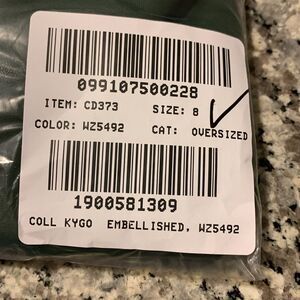 099107500228
ITEM: CD373 SIZE: 8
COLOR: WZ5492 CAT: OVERSIZED
1900581309
COLL KYGO EMBELLISHED, WZ5492